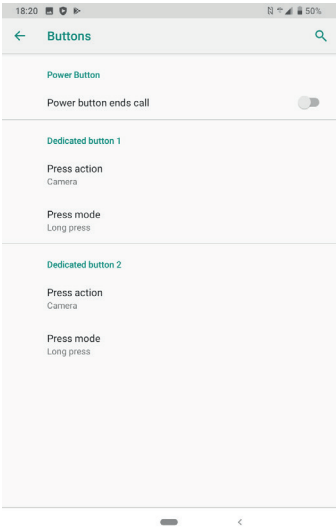 18:20 50%
Buttons
Power Button
Power button ends call
Dedicated button 1
Press action
Camera
Press mode
Long press
Dedicated button 2
Press action
Camera
Press mode
Long press